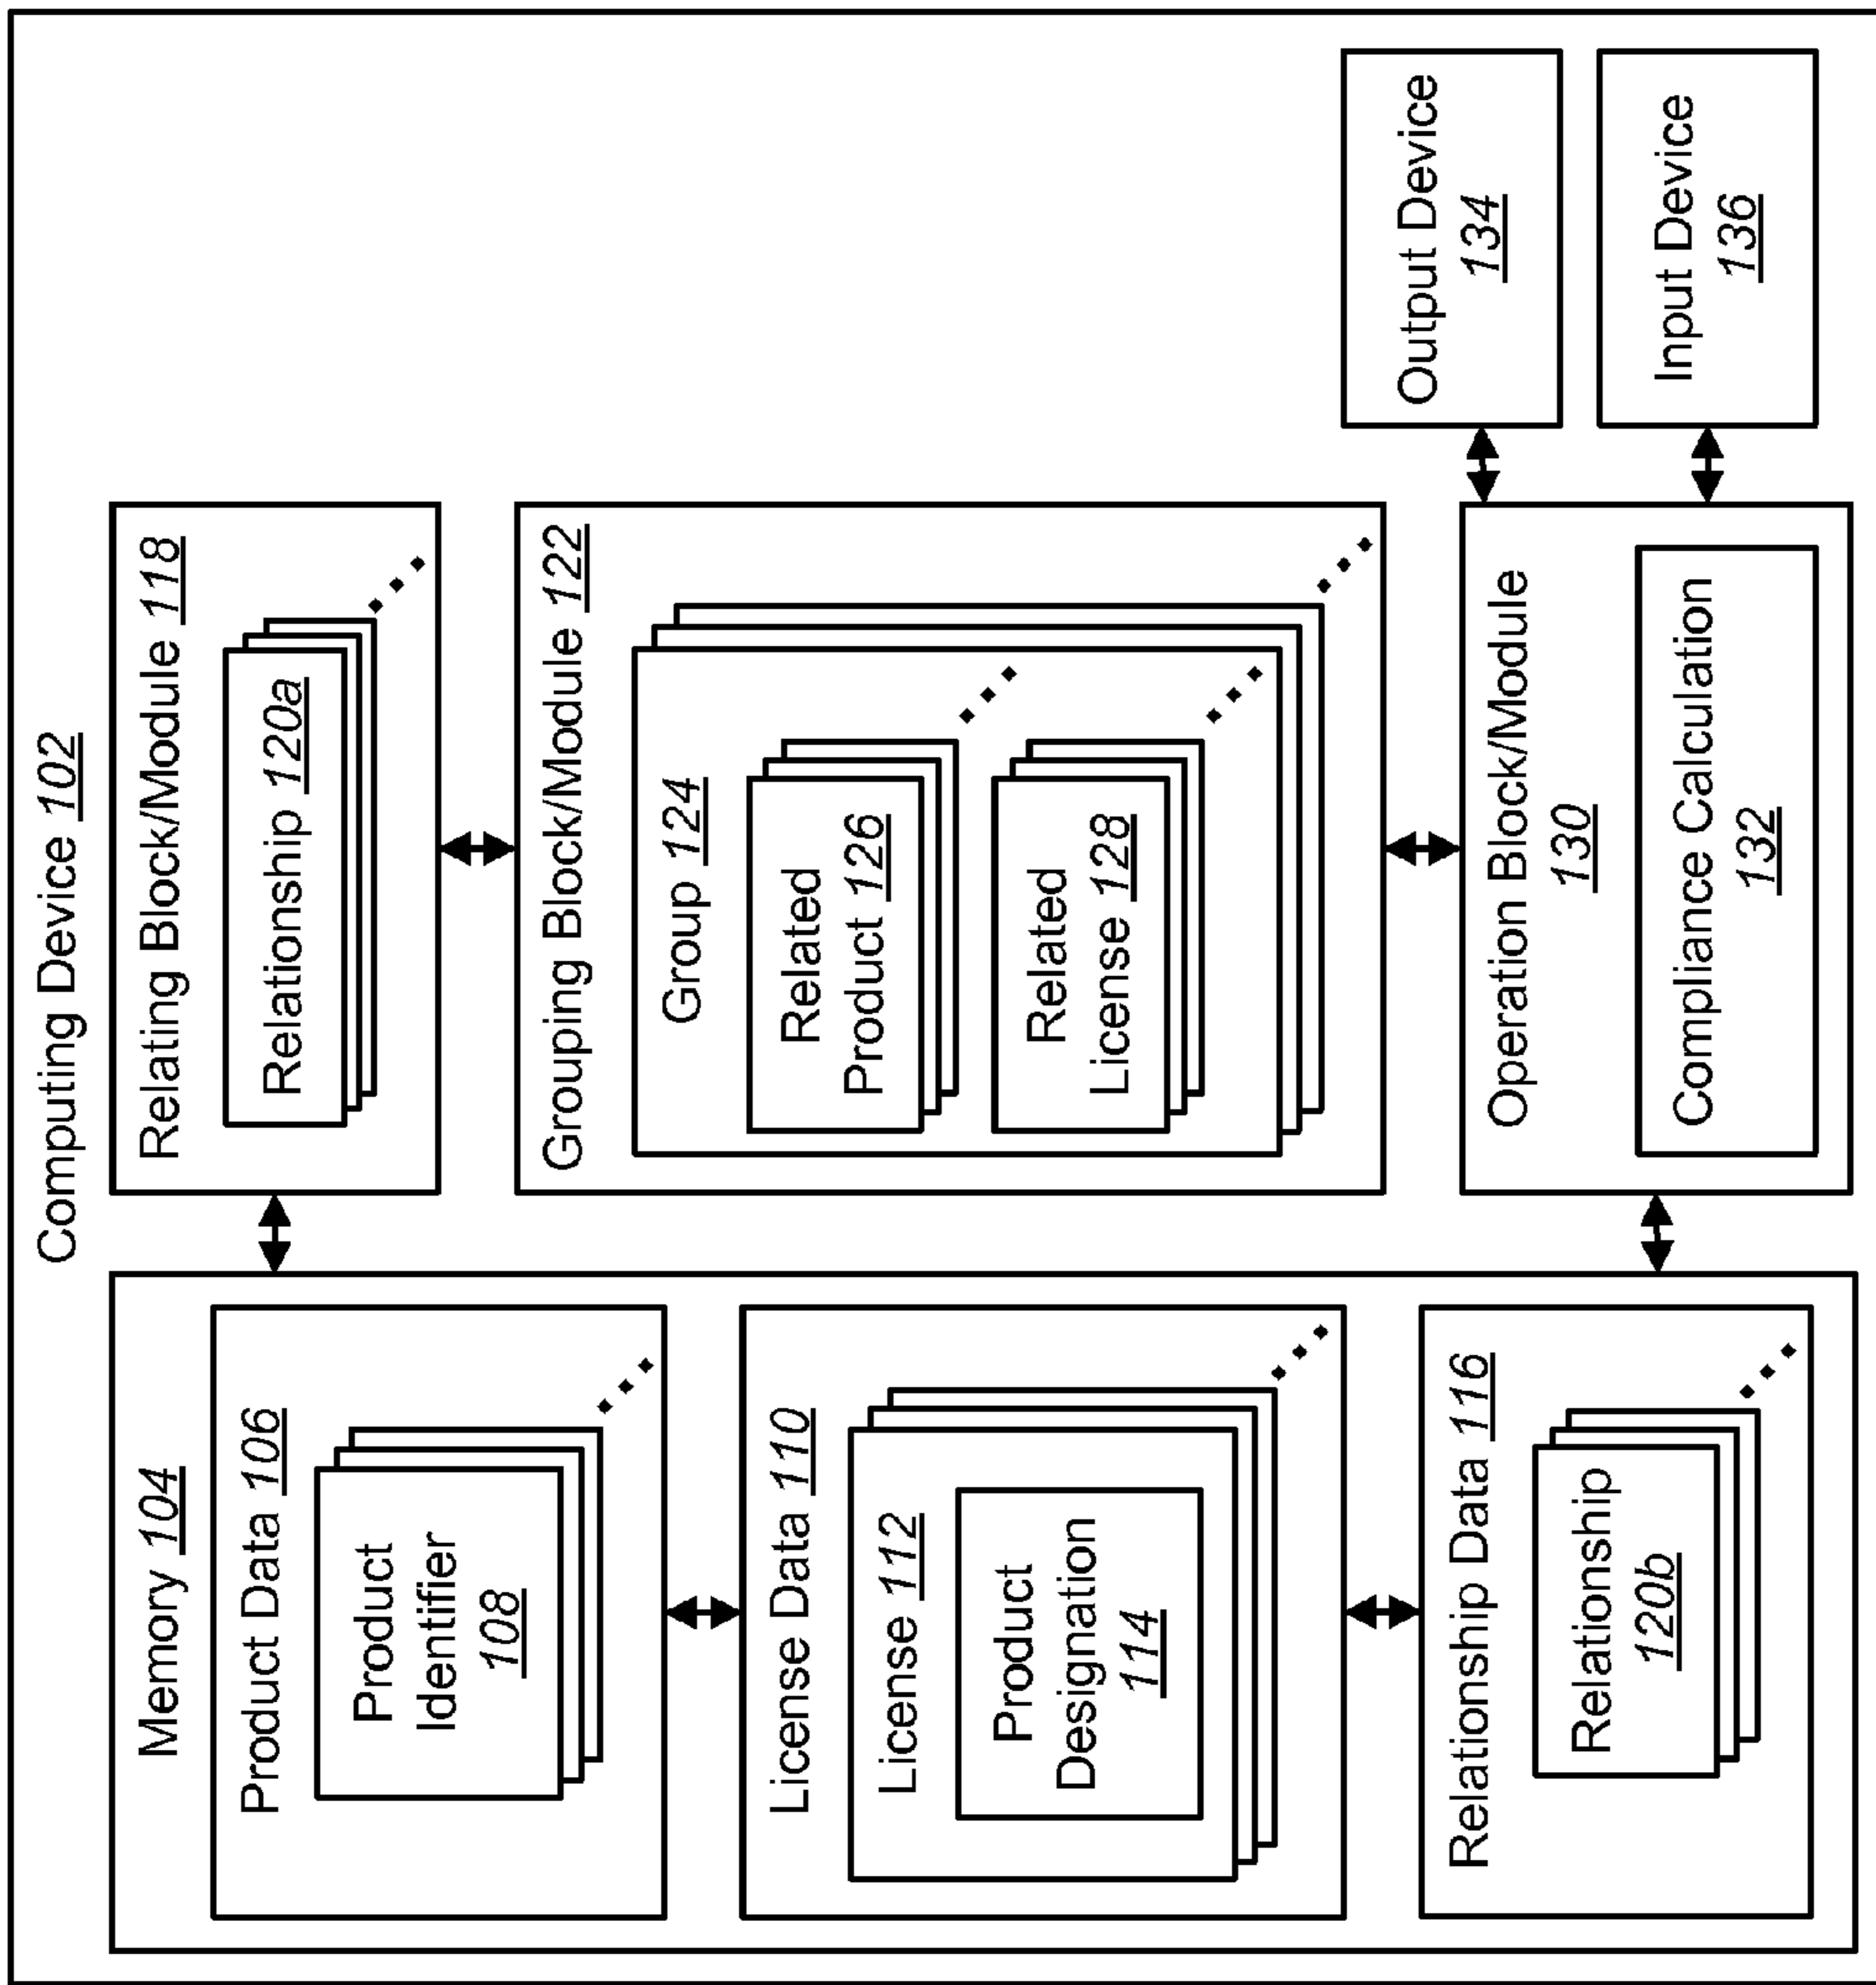 Computing Device 102
Memory 104
Product Data 106
Product
Identifier
108
License Data 110
License 112
Product
Designation
114
Relationship Data 116
Relationship
120b
Relating Block/Module 118
Relationship 120a
Grouping Block/Module 122
Group 124
Related
Product 126
Related
License 128
Operation Block/Module
130
Compliance Calculation
132
Output Device
134
Input Device
136